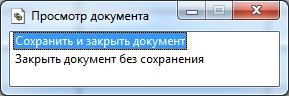 Просмотр документа
Сохранить и закрыть документ
Закрыть документ без сохранения